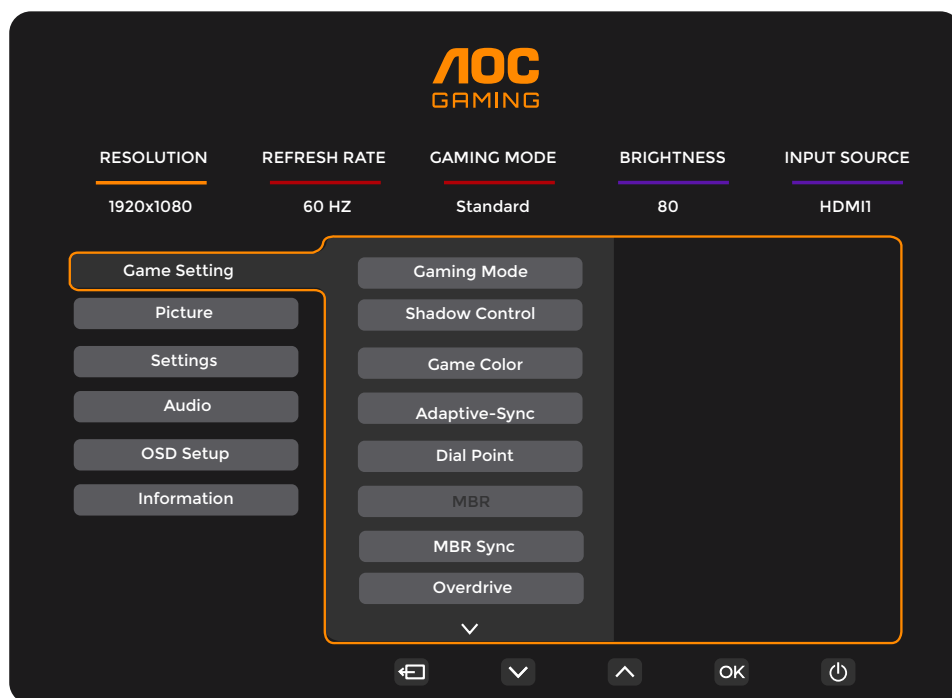 AOC
GAMING
RESOLUTION REFRESH RATE GAMING MODE BRIGHTNESS INPUT SOURCE
1920x1080 60 HZ Standard 80 HDMI1
Game Setting
Picture
Settings
Audio
OSD Setup
Information
Gaming Mode
Shadow Control
Game Color
Adaptive-Sync
Dial Point
MBR
MBR Sync
Overdrive
OK